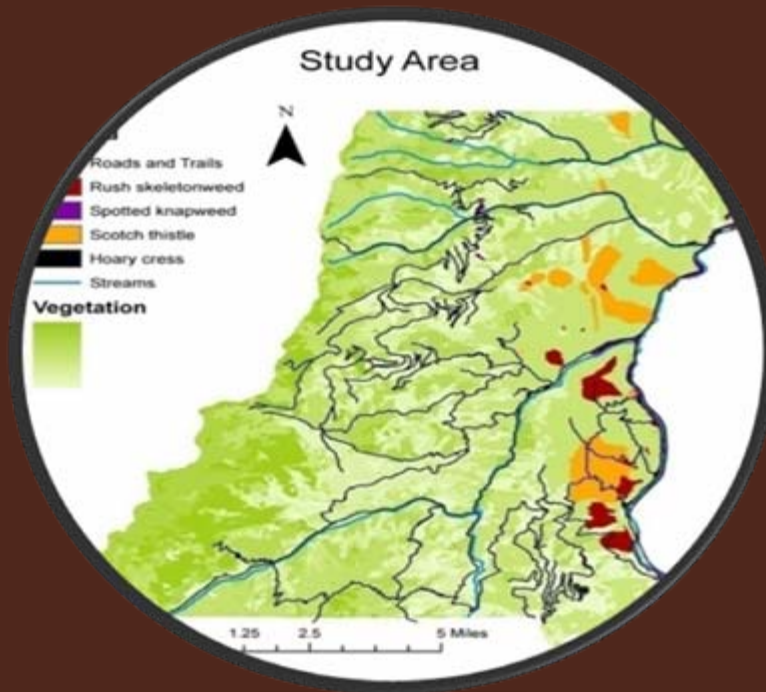 Study Area
N
Roads and Trails
Rush skeletonweed
Spotted knapweed
Scotch thistle
Hoary cress
Streams
Vegetation
1.25 2.5 5 Miles